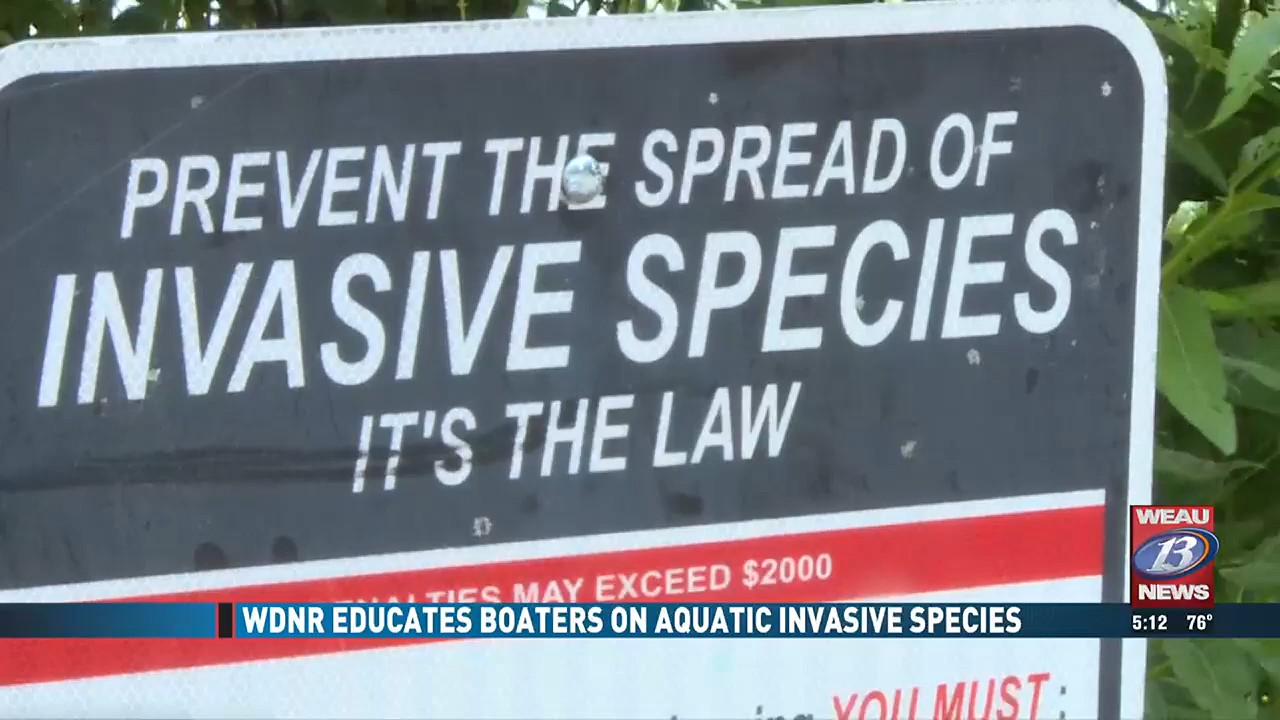 PREVENT THE SPREAD OF
INVASIVE SPECIES
IT'S THE LAW
PENALTIES MAY EXCEED $2000
WEAU
13
NEWS
WDNR EDUCATES BOATERS ON AQUATIC INVASIVE SPECIES
5:12 76°
YOU MUST: